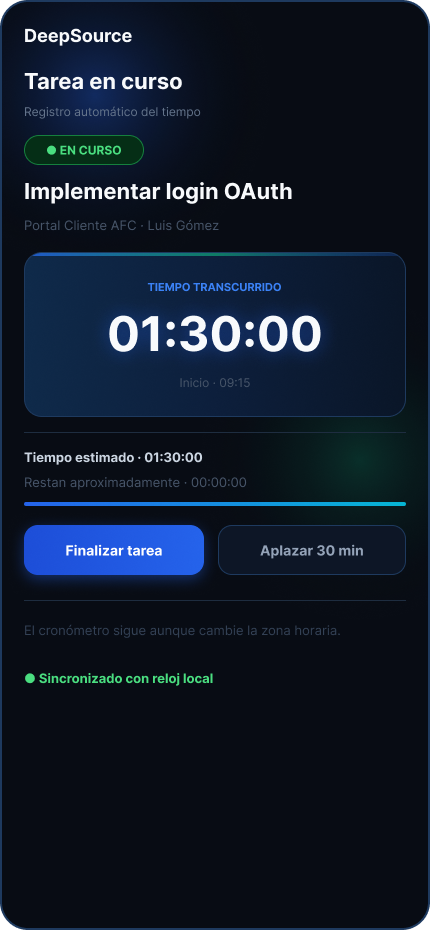 DeepSource
Tarea en curso
Registro automático del tiempo
EN CURSO
Implementar login OAuth
Portal Cliente AFC · Luis Gómez
TIEMPO TRANSCURRIDO
01:30:00
Inicio · 09:15
Tiempo estimado · 01:30:00
Restan aproximadamente · 00:00:00
Finalizar tarea
Aplazar 30 min
El cronómetro sigue aunque cambie la zona horaria.
Sincronizado con reloj local